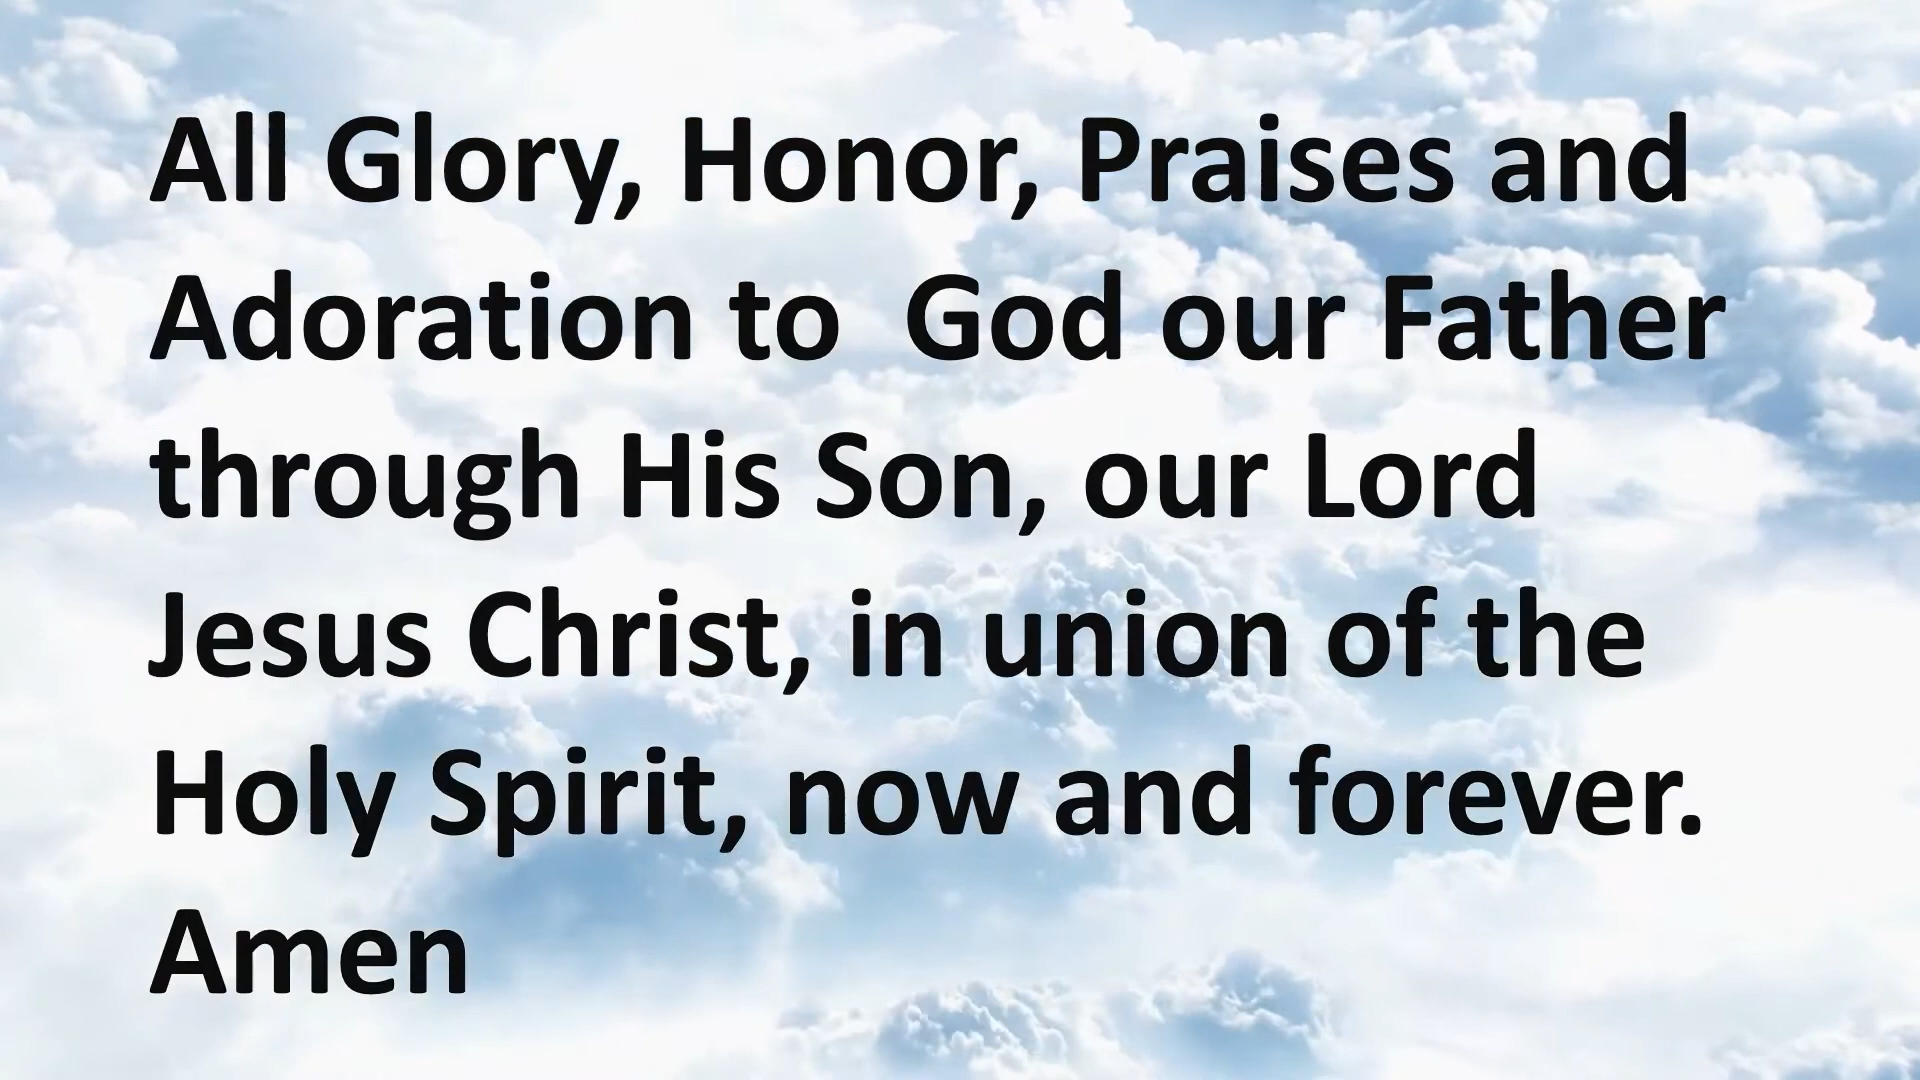 All Glory, Honor, Praises and
Adoration to  God our Father
through His Son, our Lord
Jesus Christ, in union of the
Holy Spirit, now and forever.
Amen